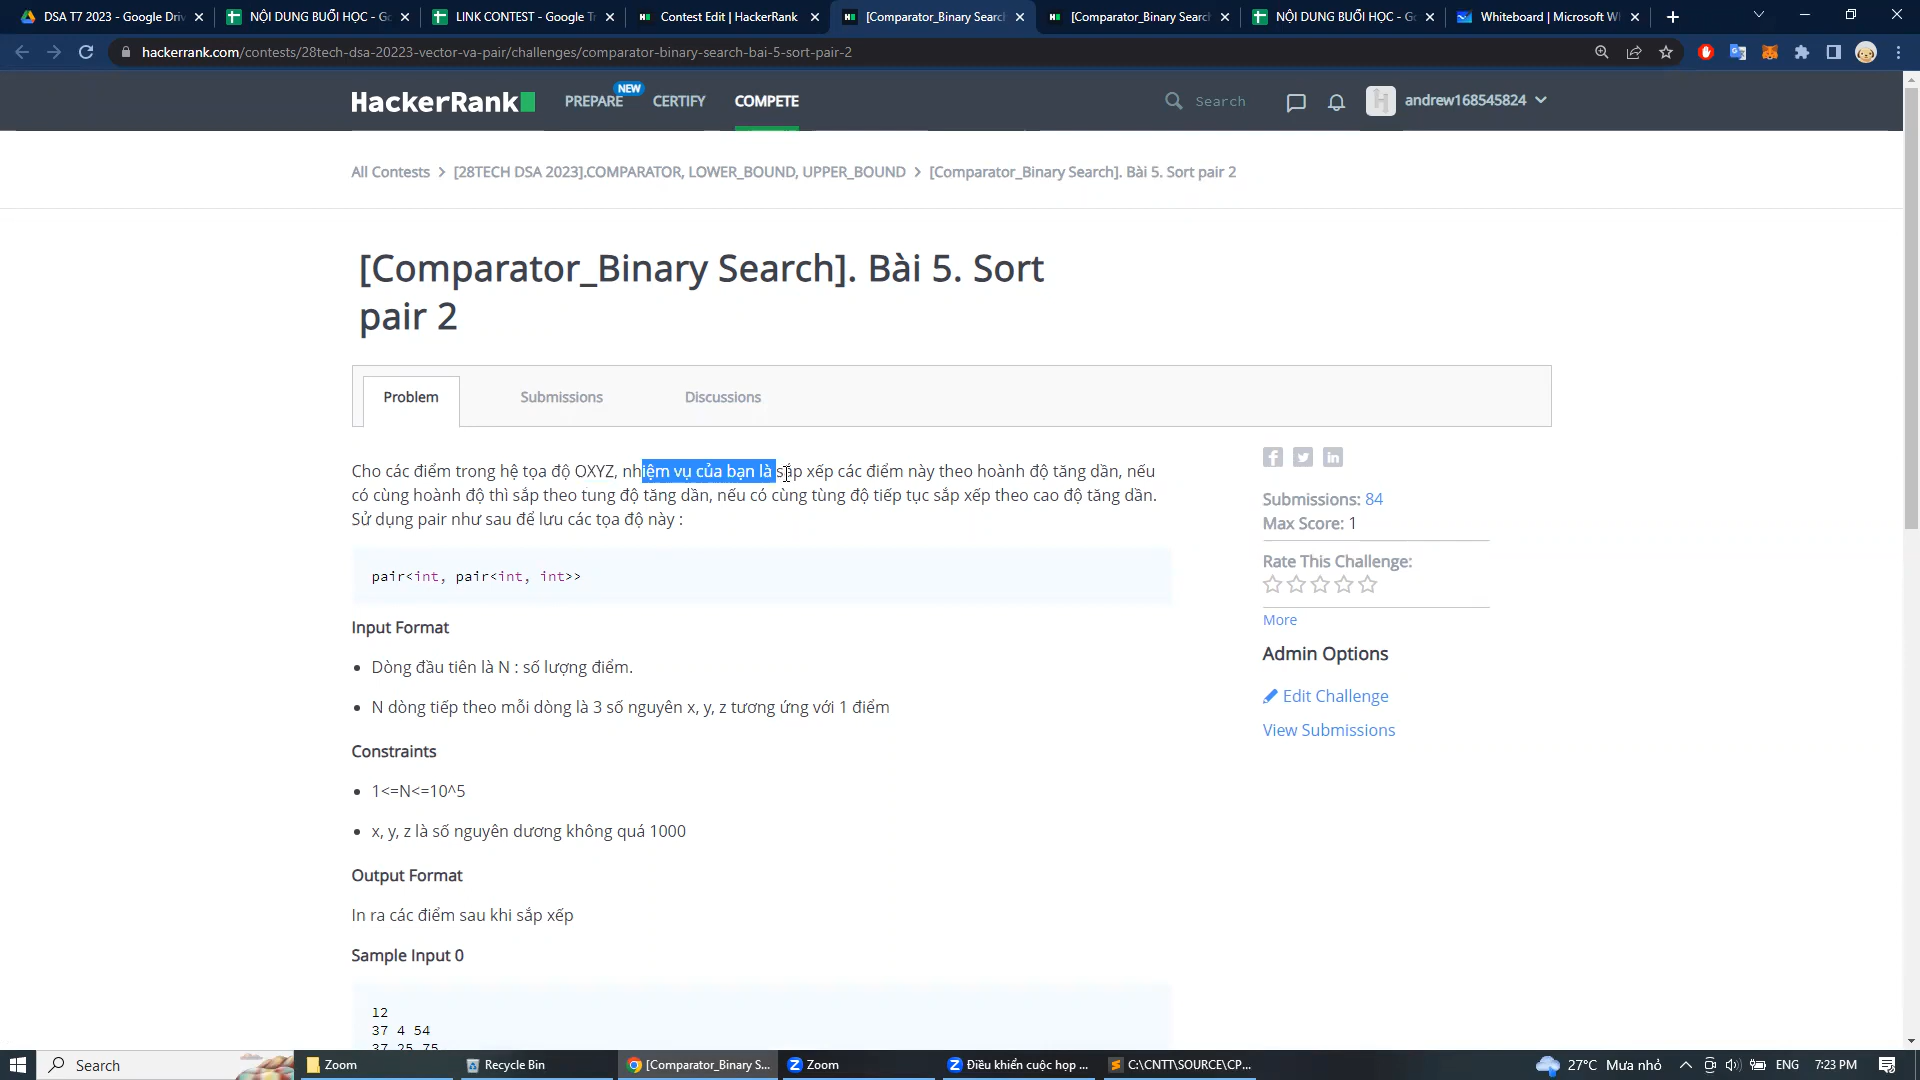 DSA T7 2023 - Google Driv
NỘI DUNG BUỔI HỌC - Go
LINK CONTEST - Google Tr
Contest Edit | HackerRank
[Comparator_Binary Searc
[Comparator_Binary Search
NỘI DUNG BUỔI HỌC - Go
Whiteboard | Microsoft W
hackerrank.com/contests/28tech-dsa-20223-vector-va-pair/challenges/comparator-binary-search-bai-5-sort-pair-2
HackerRank
PREPARE
NEW
CERTIFY
COMPETE
Search
andrew168545824
All Contests > [28TECH DSA 2023].COMPARATOR, LOWER_BOUND, UPPER_BOUND > [Comparator_Binary Search]. Bài 5. Sort pair 2
[Comparator_Binary Search]. Bài 5. Sort
pair 2
Problem
Submissions
Discussions
Cho các điểm trong hệ tọa độ OXYZ, nhiệm vụ của bạn là sắp xếp các điểm này theo hoành độ tăng dần, nếu
có cùng hoành độ thì sắp theo tung độ tăng dần, nếu có cùng tùng độ tiếp tục sắp xếp theo cao độ tăng dần.
Sử dụng pair như sau để lưu các tọa độ này :
pair<int, pair<int, int>>
Input Format
• Dòng đầu tiên là N : số lượng điểm.
• N dòng tiếp theo mỗi dòng là 3 số nguyên x, y, z tương ứng với 1 điểm
Constraints
• 1<=N<=10^5
• x, y, z là số nguyên dương không quá 1000
Output Format
In ra các điểm sau khi sắp xếp
Sample Input 0
12
37 4 54
37 25 75
Submissions: 84
Max Score: 1
Rate This Challenge:
More
Admin Options
Edit Challenge
View Submissions
Search
Zoom
Recycle Bin
[Comparator_Binary S...
Zoom
Điều khiển cuộc họp ...
C:\CNTT\SOURCE\CP...
27°C Mưa nhỏ
ENG
7:23 PM